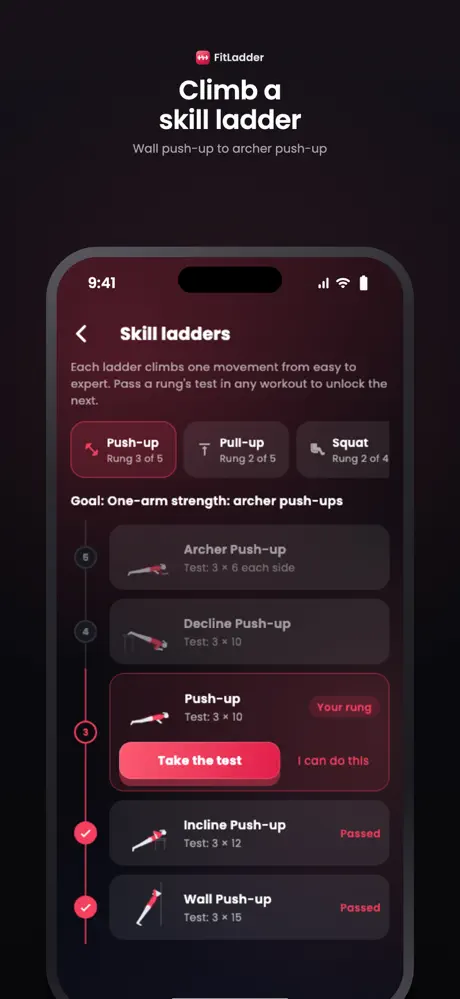 FitLadder
Climb a
skill ladder
Wall push-up to archer push-up
9:41
Skill ladders
Each ladder climbs one movement from easy to
expert. Pass a rung's test in any workout to unlock the
next.
Push-up
Rung 3 of 5
Pull-up
Rung 2 of 5
Squat
Rung 2 of 4
Goal: One-arm strength: archer push-ups
5
Archer Push-up
Test: 3 × 6 each side
4
Decline Push-up
Test: 3 × 10
3
Push-up
Test: 3 × 10
Your rung
Take the test
I can do this
Incline Push-up
Test: 3 × 12
Passed
Wall Push-up
Test: 3 × 15
Passed